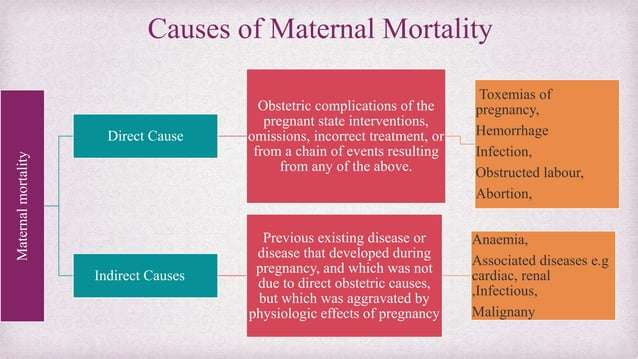 Causes of Maternal Mortality
Maternal mortality
Direct Cause
Obstetric complications of the
pregnant state interventions,
omissions, incorrect treatment, or
from a chain of events resulting
from any of the above.
Toxemias of
pregnancy,
Hemorrhage
Infection,
Obstructed labour,
Abortion,
Indirect Causes
Previous existing disease or
disease that developed during
pregnancy, and which was not
due to direct obstetric causes,
but which was aggravated by
physiologic effects of pregnancy
Anaemia,
Associated diseases e.g
cardiac, renal
,Infectious,
Malignany